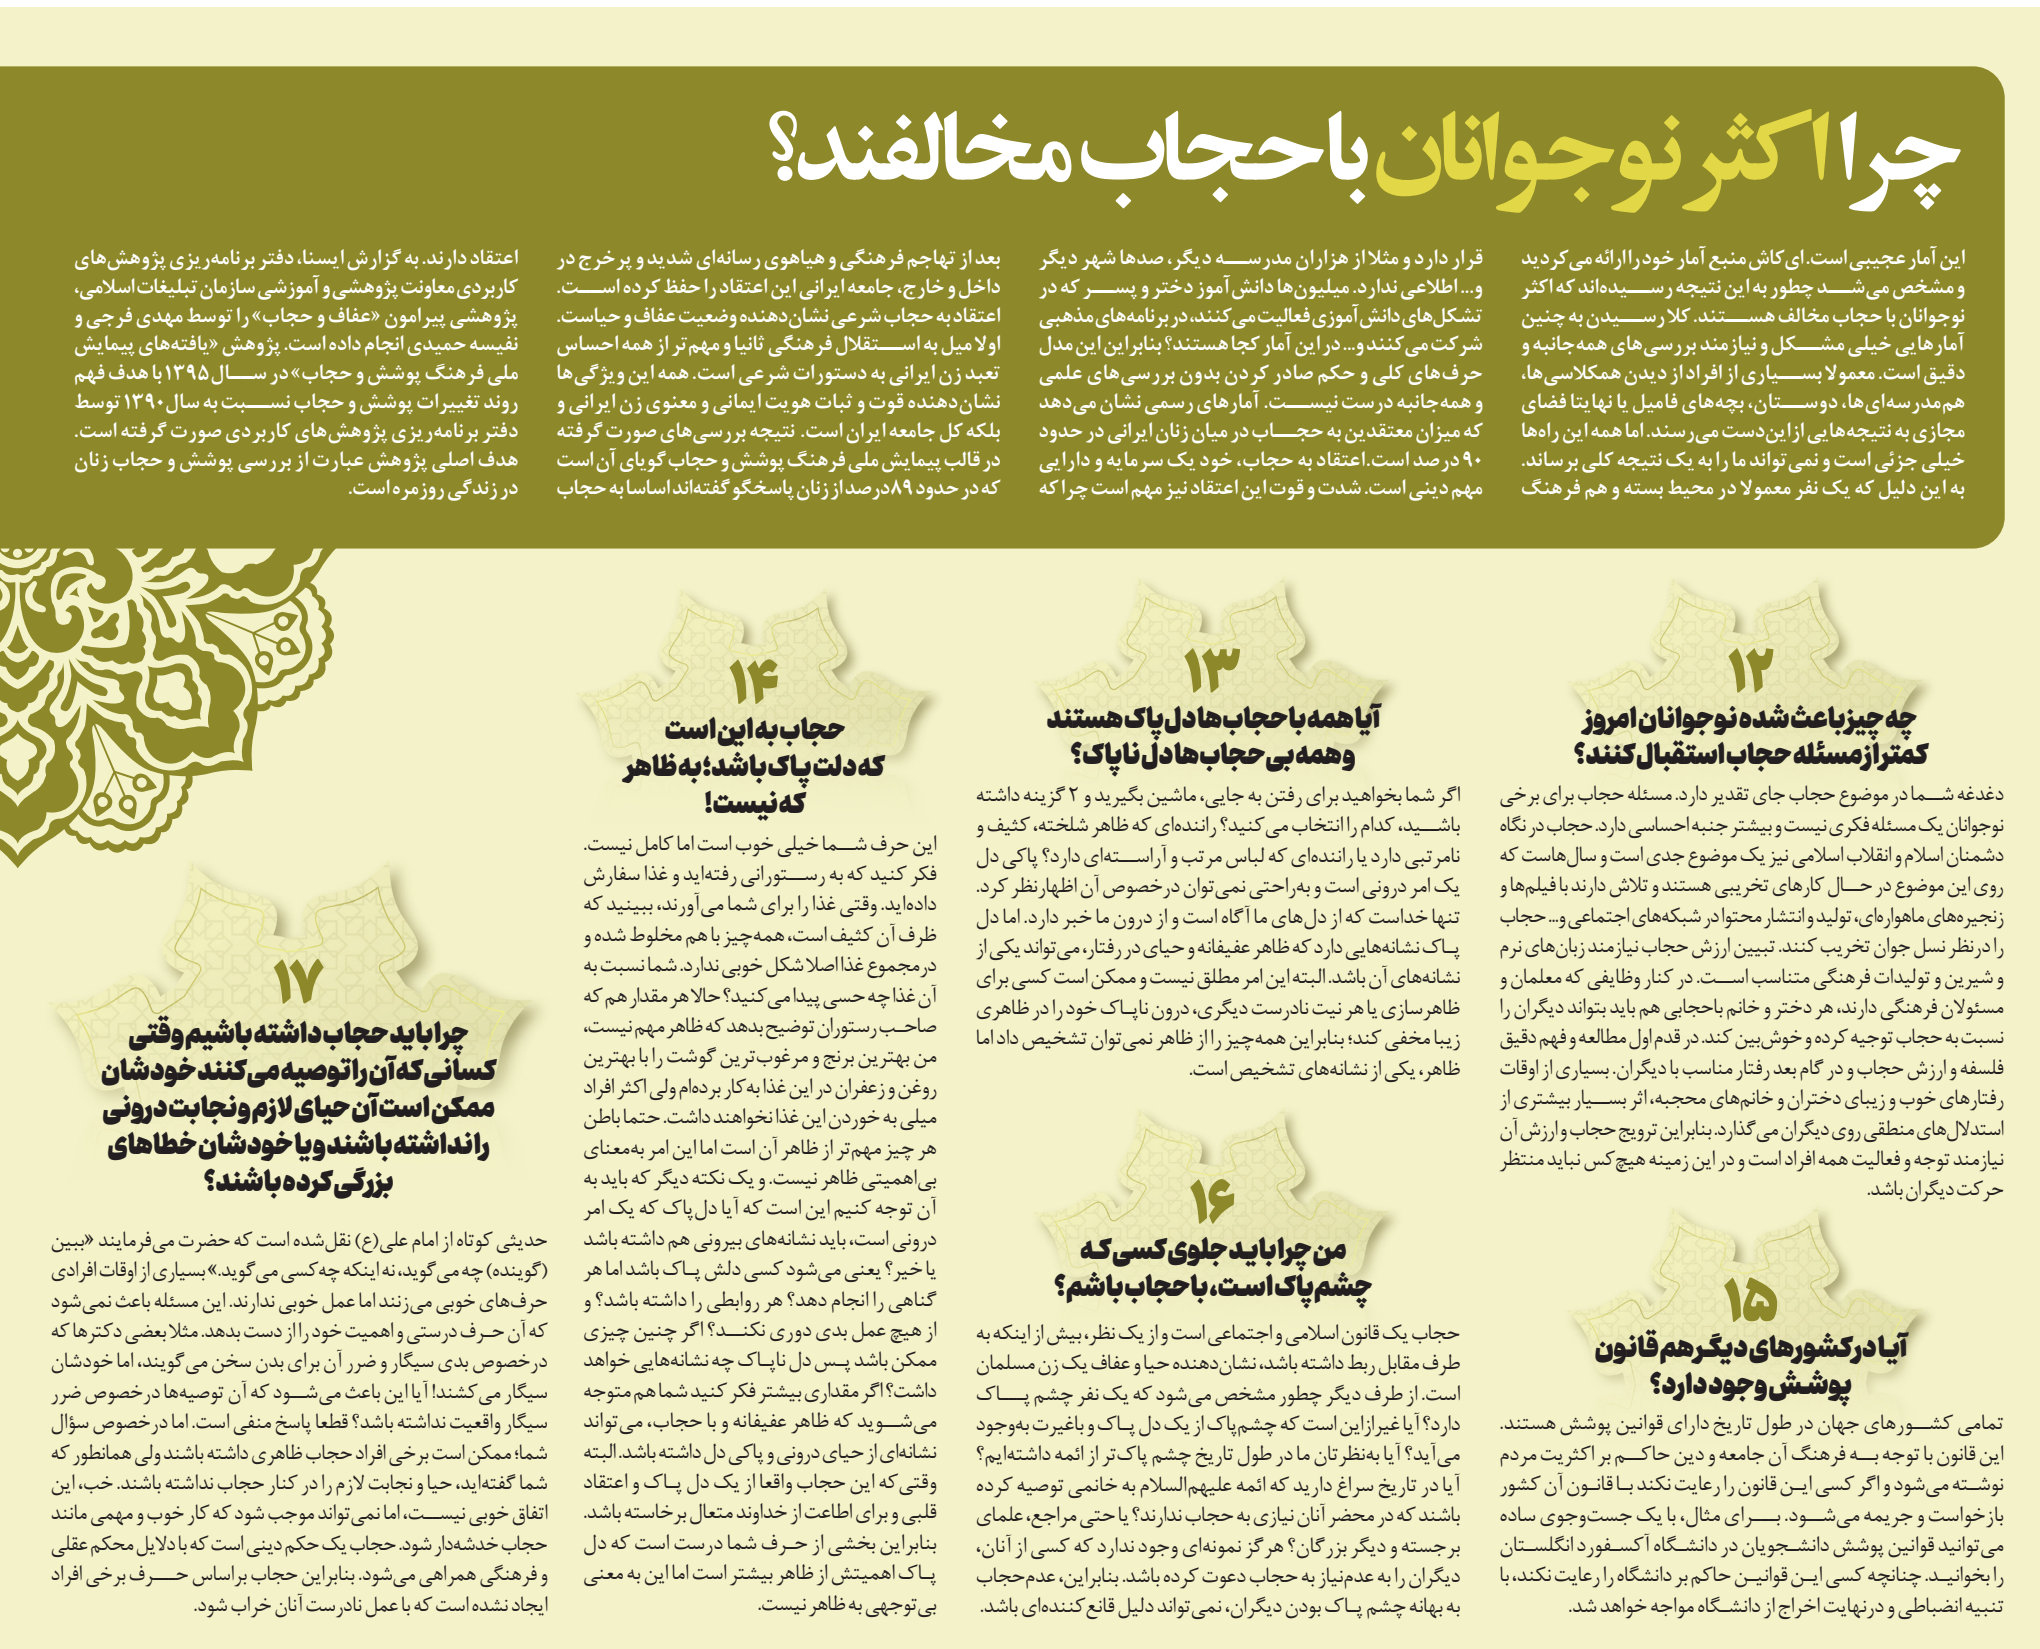 چرا اکثر نوجوانان با حجاب مخالفند؟
این آمار عجیبی است. ای کاش منبع آمار خود را ارائه می‌کردید
و مشخص می‌شد چطور به این نتیجه رسیده‌اند که اکثر
نوجوانان با حجاب مخالف هستند. کلا رسیدن به چنین
آمارهایی خیلی مشکل و نیازمند بررسی‌های همه‌جانبه و
دقیق است. معمولا بسیاری از افراد از دیدن همکلاسی‌ها،
هم‌مدرسه‌ای‌ها، دوستان، بچه‌های فامیل یا نهایتا فضای
مجازی به نتیجه‌هایی از این‌دست می‌رسند. اما همه این راه‌ها
خیلی جزئی است و نمی‌تواند ما را به یک نتیجه کلی برساند.
به این دلیل که یک نفر معمولا در محیط بسته و هم فرهنگ
قرار دارد و مثلا از هزاران مدرسه دیگر، صدها شهر دیگر
و... اطلاعی ندارد. میلیون‌ها دانش‌آموز دختر و پسر که در
تشکل‌های دانش‌آموزی فعالیت می‌کنند، در برنامه‌های مذهبی
شرکت می‌کنند و... در این آمار کجا هستند؟ بنابراین این مدل
حرف‌های کلی و حکم صادر کردن بدون بررسی‌های علمی
و همه‌جانبه درست نیست. آمارهای رسمی نشان می‌دهد
که میزان معتقدین به حجاب در میان زنان ایرانی در حدود
۹۰ درصد است. اعتقاد به حجاب، خود یک سرمایه و دارایی
مهم دینی است. شدت و قوت این اعتقاد نیز مهم است چرا که
بعد از تهاجم فرهنگی و هیاهوی رسانه‌ای شدید و پرخرج در
داخل و خارج، جامعه ایرانی این اعتقاد را حفظ کرده است.
اعتقاد به حجاب شرعی نشان‌دهنده وضعیت عفاف و حیاست.
اولا میل به استقلال فرهنگی ثانیا و مهم‌تر از همه احساس
تعبد زن ایرانی به دستورات شرعی است. همه این ویژگی‌ها
نشان‌دهنده قوت و ثبات هویت ایمانی و معنوی زن ایرانی و
بلکه کل جامعه ایران است. نتیجه بررسی‌های صورت گرفته
در قالب پیمایش ملی فرهنگ پوشش و حجاب گویای آن است
که در حدود ۸۹درصد از زنان پاسخگو گفته‌اند اساسا به حجاب
اعتقاد دارند. به گزارش ایسنا، دفتر برنامه‌ریزی پژوهش‌های
کاربردی معاونت پژوهشی و آموزشی سازمان تبلیغات اسلامی،
پژوهشی پیرامون «عفاف و حجاب» را توسط مهدی فرجی و
نفیسه حمیدی انجام داده است. پژوهش «یافته‌های پیمایش
ملی فرهنگ پوشش و حجاب» در سال ۱۳۹۵ با هدف فهم
روند تغییرات پوشش و حجاب نسبت به سال ۱۳۹۰ توسط
دفتر برنامه‌ریزی پژوهش‌های کاربردی صورت گرفته است.
هدف اصلی پژوهش عبارت از بررسی پوشش و حجاب زنان
در زندگی روزمره است.
۱۲
چه چیز باعث شده نوجوانان امروز
کمتر از مسئله حجاب استقبال کنند؟
دغدغه شما در موضوع حجاب جای تقدیر دارد. مسئله حجاب برای برخی
نوجوانان یک مسئله فکری نیست و بیشتر جنبه احساسی دارد. حجاب در نگاه
دشمنان اسلام و انقلاب اسلامی نیز یک موضوع جدی است و سال‌هاست که
روی این موضوع در حال کارهای تخریبی هستند و تلاش دارند با فیلم‌ها و
زنجیره‌های ماهواره‌ای، تولید و انتشار محتوا در شبکه‌های اجتماعی و... حجاب
را در نظر نسل جوان تخریب کنند. تبیین ارزش حجاب نیازمند زبان‌های نرم
و شیرین و تولیدات فرهنگی متناسب است. در کنار وظایفی که معلمان و
مسئولان فرهنگی دارند، هر دختر و خانم باحجابی هم باید بتواند دیگران را
نسبت به حجاب توجیه کرده و خوش‌بین کند. در قدم اول مطالعه و فهم دقیق
فلسفه و ارزش حجاب و در گام بعد رفتار مناسب با دیگران. بسیاری از اوقات
رفتارهای خوب و زیبای دختران و خانم‌های محجبه، اثر بسیار بیشتری از
استدلال‌های منطقی روی دیگران می‌گذارد. بنابراین ترویج حجاب و ارزش آن
نیازمند توجه و فعالیت همه افراد است و در این زمینه هیچ‌کس نباید منتظر
حرکت دیگران باشد.
۱۳
آیا همه با حجاب‌ها دل پاک هستند
و همه بی حجاب‌ها دل ناپاک؟
اگر شما بخواهید برای رفتن به جایی، ماشین بگیرید و ۲ گزینه داشته
باشید، کدام را انتخاب می‌کنید؟ راننده‌ای که ظاهر شلخته، کثیف و
نامرتبی دارد یا راننده‌ای که لباس مرتب و آراسته‌ای دارد؟ پاکی دل
یک امر درونی است و به‌راحتی نمی‌توان درخصوص آن اظهارنظر کرد.
تنها خداست که از دل‌های ما آگاه است و از درون ما خبر دارد. اما دل
پاک نشانه‌هایی دارد که ظاهر عفیفانه و حیای در رفتار، می‌تواند یکی از
نشانه‌های آن باشد. البته این امر مطلق نیست و ممکن است کسی برای
ظاهرسازی یا هر نیت نادرست دیگری، درون ناپاک خود را در ظاهری
زیبا مخفی کند؛ بنابراین همه‌چیز را از ظاهر نمی‌توان تشخیص داد اما
ظاهر، یکی از نشانه‌های تشخیص است.
۱۴
حجاب به این است
که دلت پاک باشد؛ به ظاهر
که نیست!
این حرف شما خیلی خوب است اما کامل نیست.
فکر کنید که به رستورانی رفته‌اید و غذا سفارش
داده‌اید. وقتی غذا را برای شما می‌آورند، ببینید که
ظرف آن کثیف است، همه‌چیز با هم مخلوط شده و
درمجموع غذا اصلا شکل خوبی ندارد. شما نسبت به
آن غذا چه حسی پیدا می‌کنید؟ حالا هر مقدار هم که
صاحب رستوران توضیح بدهد که ظاهر مهم نیست،
من بهترین برنج و مرغوب‌ترین گوشت را با بهترین
روغن و زعفران در این غذا به کار برده‌ام ولی اکثر افراد
میلی به خوردن این غذا نخواهند داشت. حتما باطن
هر چیز مهم‌تر از ظاهر آن است اما این امر به‌معنای
بی‌اهمیتی ظاهر نیست. و یک نکته دیگر که باید به
آن توجه کنیم این است که آیا دل پاک که یک امر
درونی است، باید نشانه‌های بیرونی هم داشته باشد
یا خیر؟ یعنی می‌شود کسی دلش پاک باشد اما هر
گناهی را انجام دهد؟ هر روابطی را داشته باشد؟ و
از هیچ عمل بدی دوری نکند؟ اگر چنین چیزی
ممکن باشد پس دل ناپاک چه نشانه‌هایی خواهد
داشت؟ اگر مقداری بیشتر فکر کنید شما هم متوجه
می‌شوید که ظاهر عفیفانه و با حجاب، می‌تواند
نشانه‌ای از حیای درونی و پاکی دل داشته باشد. البته
وقتی که این حجاب واقعا از یک دل پاک و اعتقاد
قلبی و برای اطاعت از خداوند متعال برخاسته باشد.
بنابراین بخشی از حرف شما درست است که دل
پاک اهمیتش از ظاهر بیشتر است اما این به معنی
بی‌توجهی به ظاهر نیست.
۱۵
آیا در کشورهای دیگر هم قانون
پوشش وجود دارد؟
تمامی کشورهای جهان در طول تاریخ دارای قوانین پوشش هستند.
این قانون با توجه به فرهنگ آن جامعه و دین حاکم بر اکثریت مردم
نوشته می‌شود و اگر کسی این قانون را رعایت نکند با قانون آن کشور
بازخواست و جریمه می‌شود. برای مثال، با یک جست‌وجوی ساده
می‌توانید قوانین پوشش دانشجویان در دانشگاه آکسفورد انگلستان
را بخوانید. چنانچه کسی این قوانین حاکم بر دانشگاه را رعایت نکند، با
تنبیه انضباطی و درنهایت اخراج از دانشگاه مواجه خواهد شد.
۱۶
من چرا باید جلوی کسی که
چشم پاک است، با حجاب باشم؟
حجاب یک قانون اسلامی و اجتماعی است و از یک نظر، بیش از اینکه به
طرف مقابل ربط داشته باشد، نشان‌دهنده حیا و عفاف یک زن مسلمان
است. از طرف دیگر چطور مشخص می‌شود که یک نفر چشم پاک
دارد؟ آیا غیر از این است که چشم‌پاک از یک دل پاک و باغیرت به‌وجود
می‌آید؟ آیا به‌نظرتان ما در طول تاریخ چشم پاک‌تر از ائمه داشته‌ایم؟
آیا در تاریخ سراغ دارید که ائمه علیهم‌السلام به خانمی توصیه کرده
باشند که در محضر آنان نیازی به حجاب ندارند؟ یا حتی مراجع، علمای
برجسته و دیگر بزرگان؟ هرگز نمونه‌ای وجود ندارد که کسی از آنان،
دیگران را به عدم‌نیاز به حجاب دعوت کرده باشد. بنابراین، عدم‌حجاب
به بهانه چشم پاک بودن دیگران، نمی‌تواند دلیل قانع‌کننده‌ای باشد.
۱۷
چرا باید حجاب داشته باشیم وقتی
کسانی که آن را توصیه می‌کنند خودشان
ممکن است آن حیای لازم و نجابت درونی
را نداشته باشند و یا خودشان خطاهای
بزرگی کرده باشند؟
حدیثی کوتاه از امام علی(ع) نقل‌شده است که حضرت می‌فرمایند «ببین
(گوینده) چه می‌گوید، نه اینکه چه کسی می‌گوید.» بسیاری از اوقات افرادی
حرف‌های خوبی می‌زنند اما عمل خوبی ندارند. این مسئله باعث نمی‌شود
که آن حرف درستی و اهمیت خود را از دست بدهد. مثلا بعضی دکترها که
درخصوص بدی سیگار و ضرر آن برای بدن سخن می‌گویند، اما خودشان
سیگار می‌کشند! آیا این باعث می‌شود که آن توصیه‌ها درخصوص ضرر
سیگار واقعیت نداشته باشد؟ قطعا پاسخ منفی است. اما درخصوص سؤال
شما؛ ممکن است برخی افراد حجاب ظاهری داشته باشند ولی همانطور که
شما گفته‌اید، حیا و نجابت لازم را در کنار حجاب نداشته باشند. خب، این
اتفاق خوبی نیست، اما نمی‌تواند موجب شود که کار خوب و مهمی مانند
حجاب خدشه‌دار شود. حجاب یک حکم دینی است که با دلایل محکم عقلی
و فرهنگی همراهی می‌شود. بنابراین حجاب براساس حرف برخی افراد
ایجاد نشده است که با عمل نادرست آنان خراب شود.